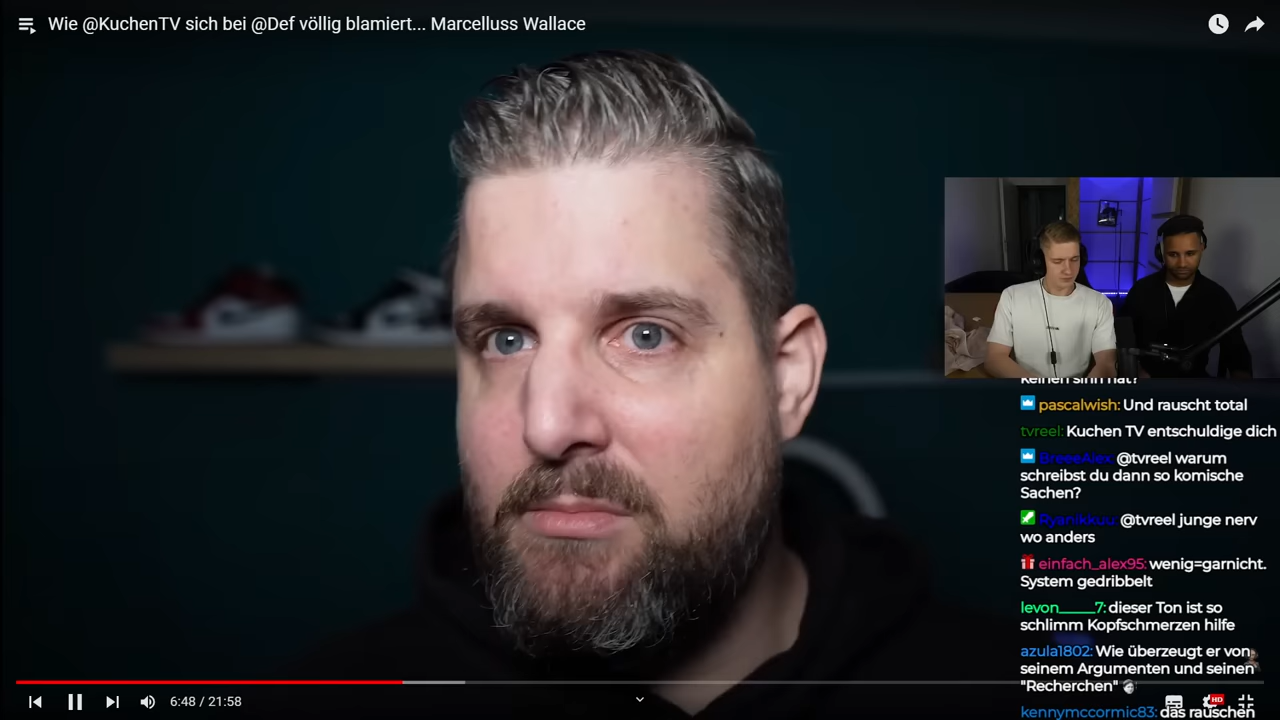 Wie @KuchenTV sich bei @Def völlig blamiert... Marcelluss Wallace
keinen sinn hat?
pascalwish: Und rauscht total
tvreel: Kuchen TV entschuldige dich
BreeeAlex: @tvreel warum
schreibst du dann so komische
Sachen?
Ryanikkuu: @tvreel junge nerv
wo anders
einfach_alex95: wenig=garnicht.
System gedribbelt
levon_____7: dieser Ton ist so
schlimm Kopfschmerzen hilfe
azula1802: Wie überzeugt er von
seinem Argumenten und seinen
"Recherchen"
kennymccormic83: das rauschen
6:48 / 21:58
HD